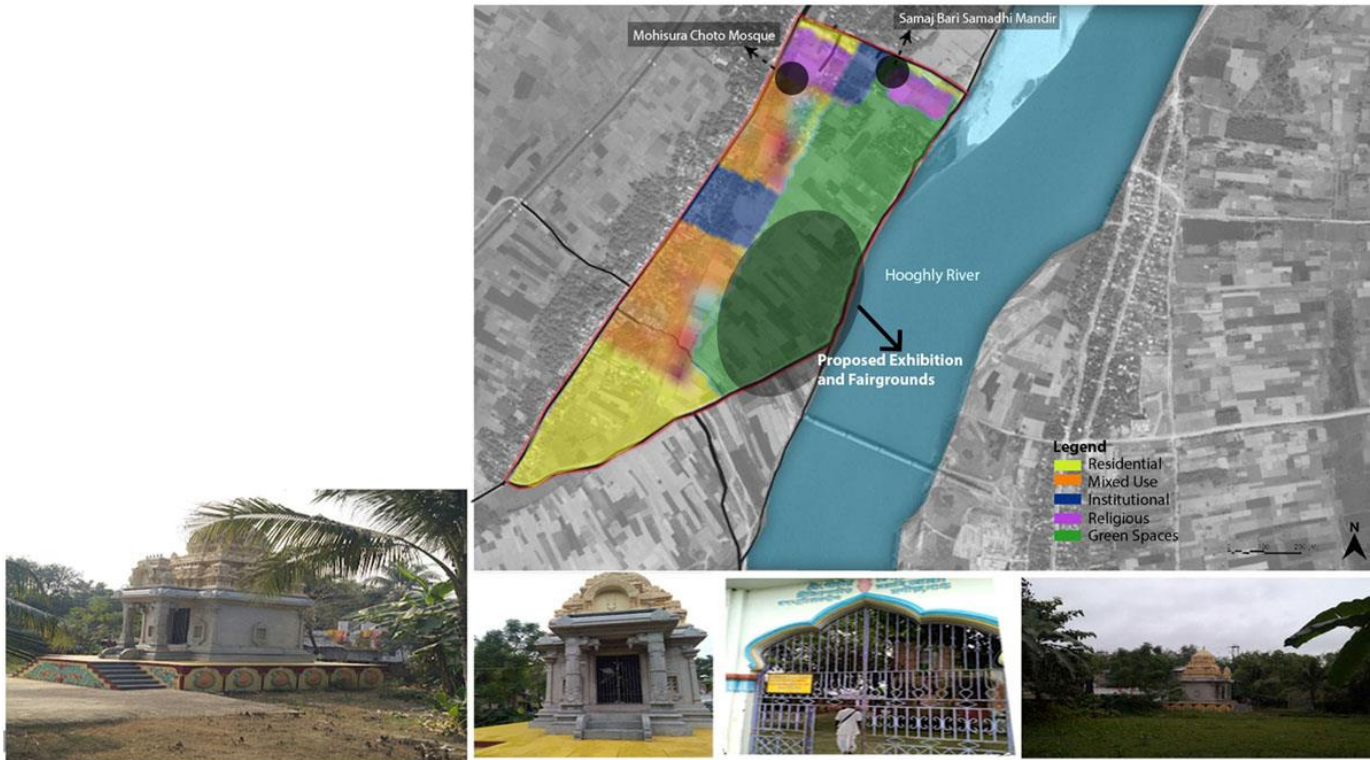 Samaj Bari Samadhi Mandir
Mohisura Choto Mosque
Hooghly River
Proposed Exhibition
and Fairgrounds
Legend
Residential
Mixed Use
Institutional
Religious
Green Spaces
N